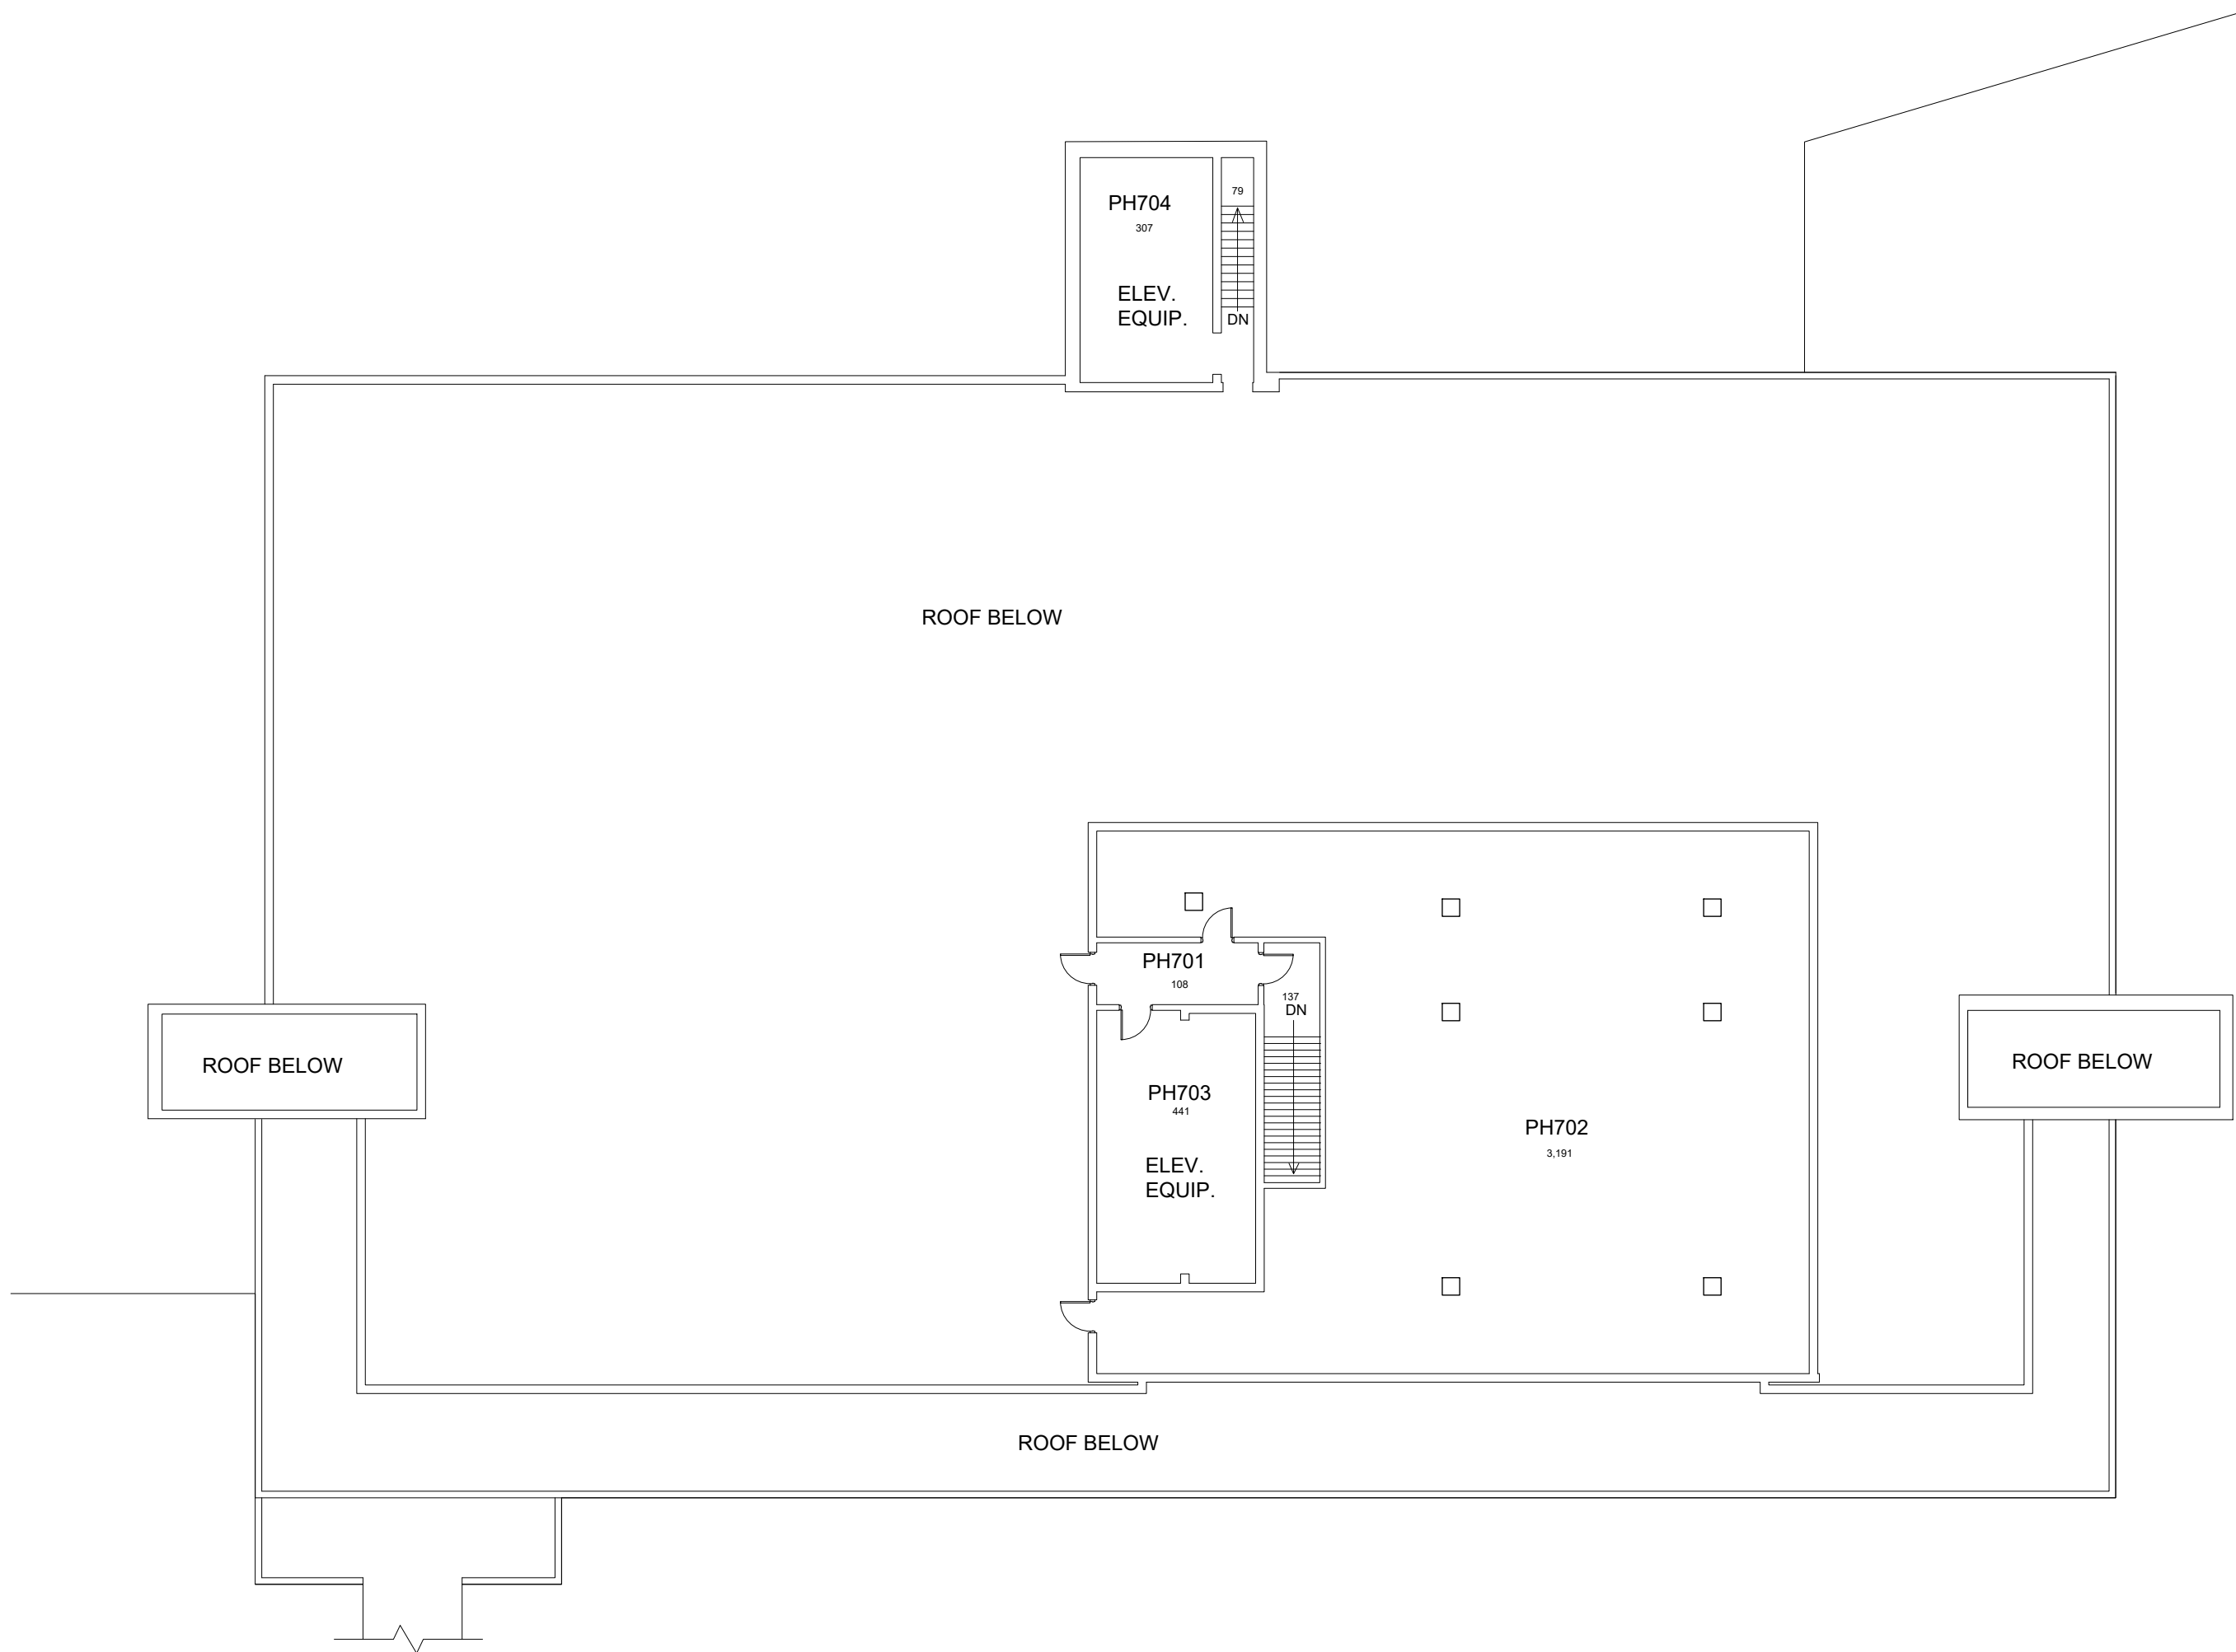 79
PH704
307
ELEV.
EQUIP.
DN
ROOF BELOW
PH701
108
137
DN
ROOF BELOW
ROOF BELOW
PH703
441
PH702
3,191
ELEV.
EQUIP.
ROOF BELOW